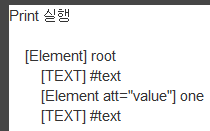 Print 실행
[Element] root
[TEXT] #text
[Element att="value"] one
[TEXT] #text